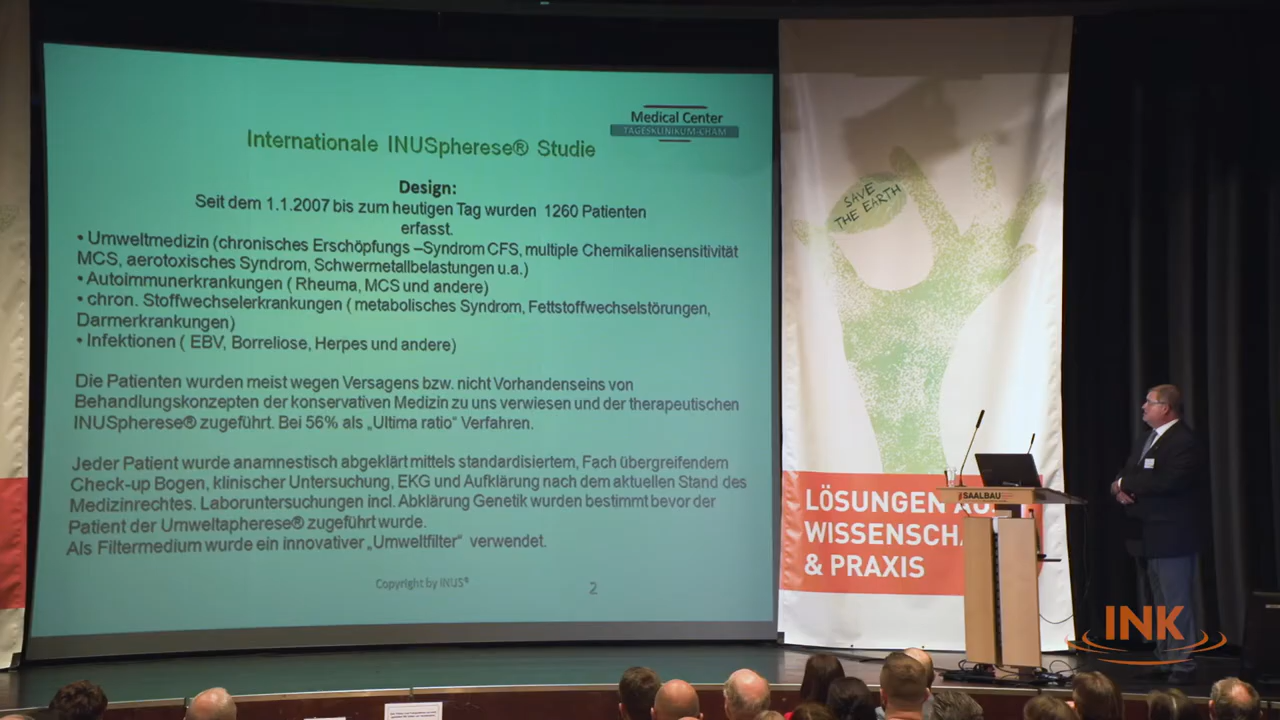 Medical Center
TAGESKLINIKUM-CHAM
Internationale INUSpherese® Studie
Design:
Seit dem 1.1.2007 bis zum heutigen Tag wurden 1260 Patienten
erfasst.
• Umweltmedizin (chronisches Erschöpfungs –Syndrom CFS, multiple Chemikaliensensitivität
MCS, aerotoxisches Syndrom, Schwermetallbelastungen u.a.)
• Autoimmunerkrankungen ( Rheuma, MCS und andere)
• chron. Stoffwechselerkrankungen ( metabolisches Syndrom, Fettstoffwechselstörungen,
Darmerkrankungen)
• Infektionen ( EBV, Borreliose, Herpes und andere)
Die Patienten wurden meist wegen Versagens bzw. nicht Vorhandenseins von
Behandlungskonzepten der konservativen Medizin zu uns verwiesen und der therapeutischen
INUSpherese® zugeführt. Bei 56% als „Ultima ratio“ Verfahren.
Jeder Patient wurde anamnestisch abgeklärt mittels standardisiertem, Fach übergreifendem
Check-up Bogen, klinischer Untersuchung, EKG und Aufklärung nach dem aktuellen Stand des
Medizinrechtes. Laboruntersuchungen incl. Abklärung Genetik wurden bestimmt bevor der
Patient der Umweltapherese® zugeführt wurde.
Als Filtermedium wurde ein innovativer „Umweltfilter“ verwendet.
Copyright by INUS®
2
SAVE
THE EARTH
LÖSUNGEN AUS
WISSENSCH
& PRAXIS
SAALBAU
INK